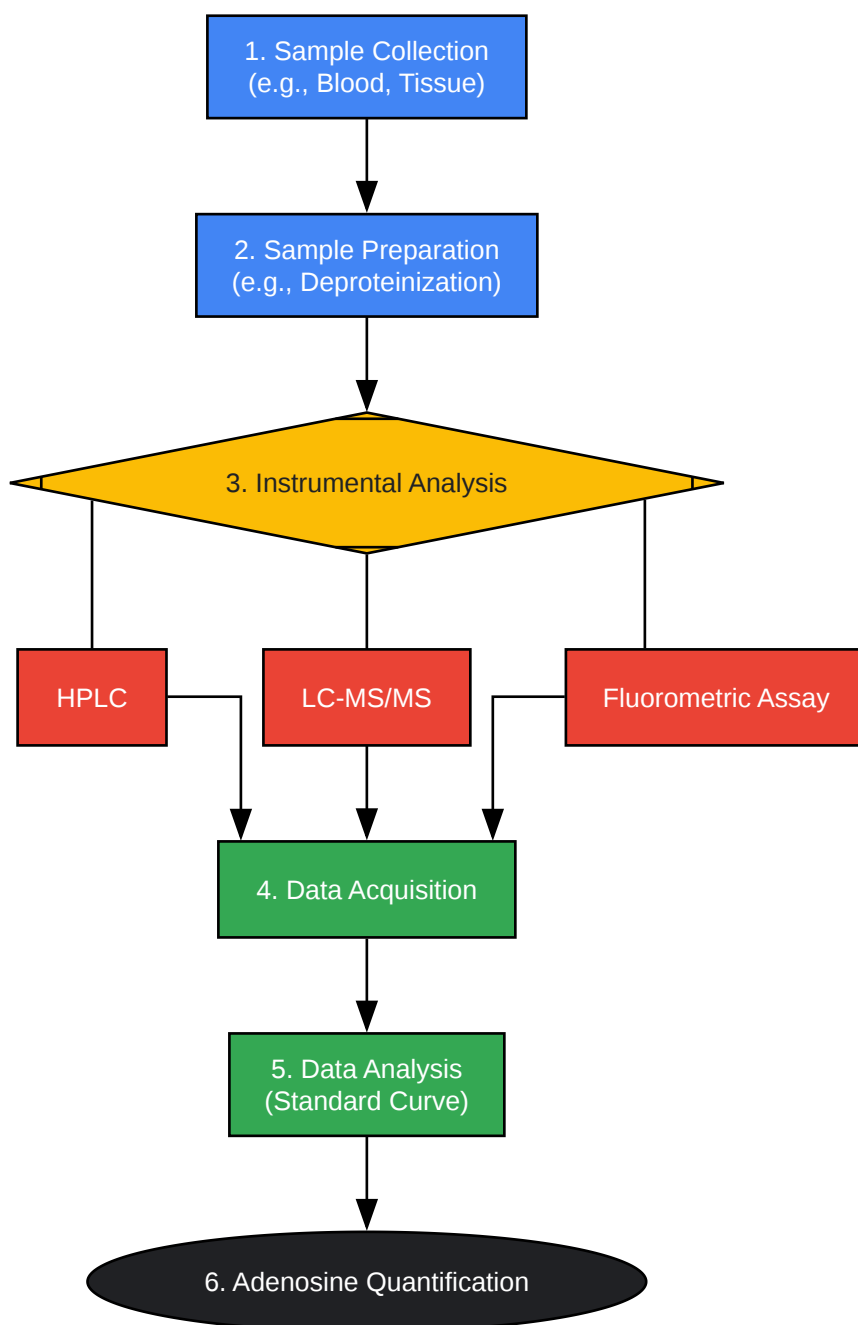 1. Sample Collection
(e.g., Blood, Tissue)
2. Sample Preparation
(e.g., Deproteinization)
3. Instrumental Analysis
HPLC
LC-MS/MS
Fluorometric Assay
4. Data Acquisition
5. Data Analysis
(Standard Curve)
6. Adenosine Quantification